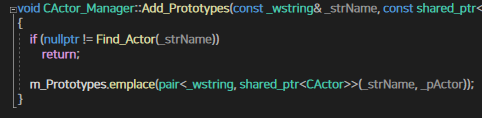 void CActor_Manager::Add_Prototypes(const _wstring& _strName, const shared_ptr<
{
if (nullptr != Find_Actor(_strName))
return;
m_Prototypes.emplace(pair<_wstring, shared_ptr<CActor>>(_strName, _pActor));
}